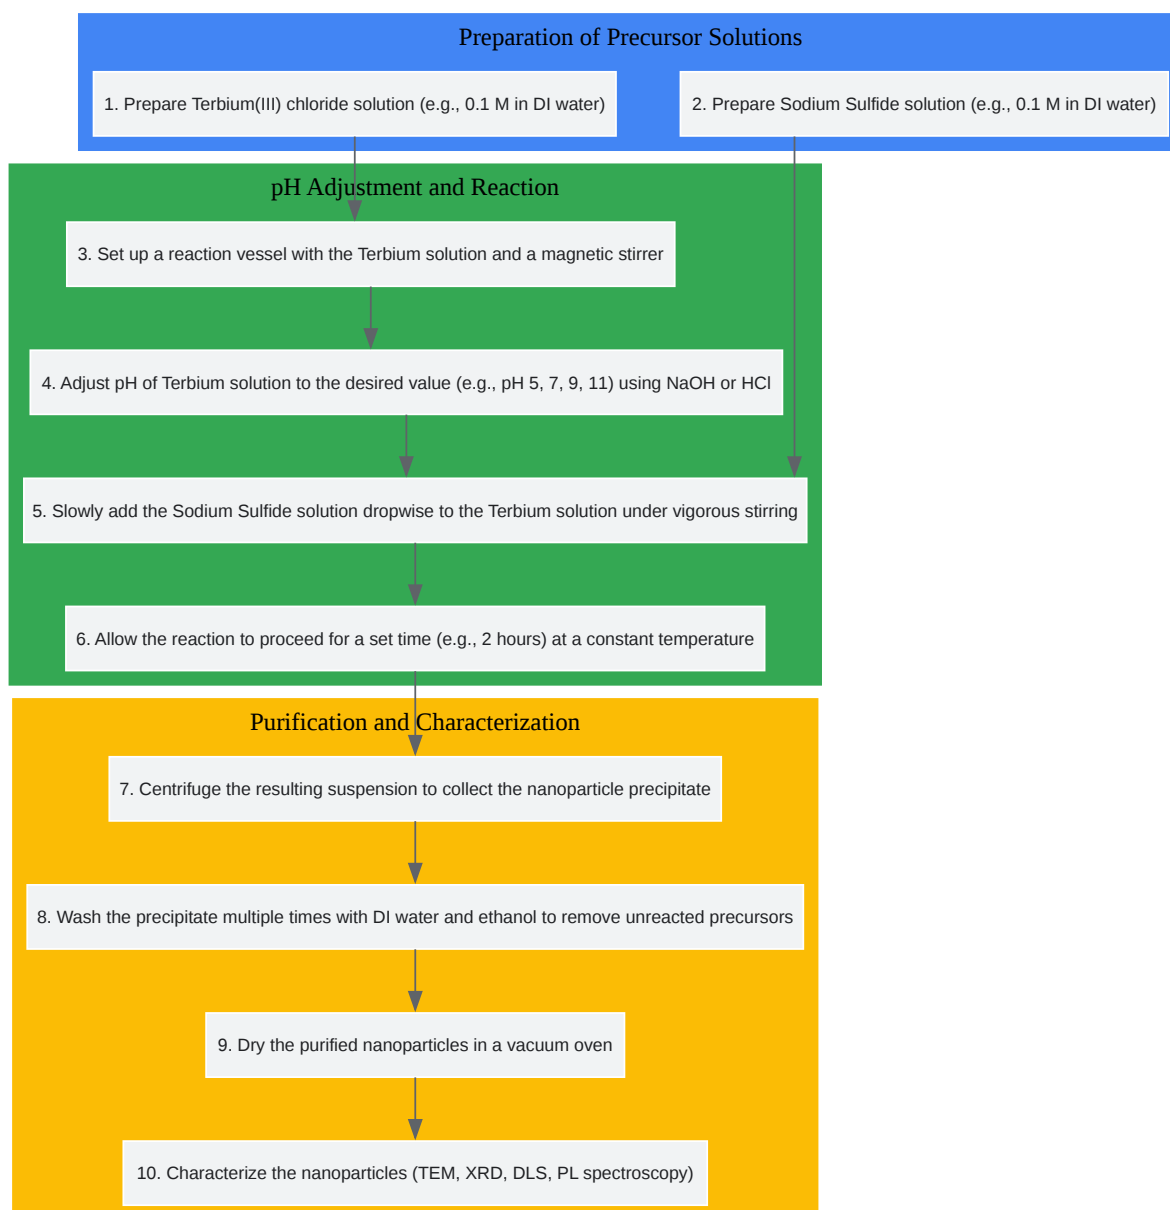 Preparation of Precursor Solutions
1. Prepare Terbium(III) chloride solution (e.g., 0.1 M in DI water)
2. Prepare Sodium Sulfide solution (e.g., 0.1 M in DI water)
pH Adjustment and Reaction
3. Set up a reaction vessel with the Terbium solution and a magnetic stirrer
4. Adjust pH of Terbium solution to the desired value (e.g., pH 5, 7, 9, 11) using NaOH or HCl
5. Slowly add the Sodium Sulfide solution dropwise to the Terbium solution under vigorous stirring
6. Allow the reaction to proceed for a set time (e.g., 2 hours) at a constant temperature
Purification and Characterization
7. Centrifuge the resulting suspension to collect the nanoparticle precipitate
8. Wash the precipitate multiple times with DI water and ethanol to remove unreacted precursors
9. Dry the purified nanoparticles in a vacuum oven
10. Characterize the nanoparticles (TEM, XRD, DLS, PL spectroscopy)